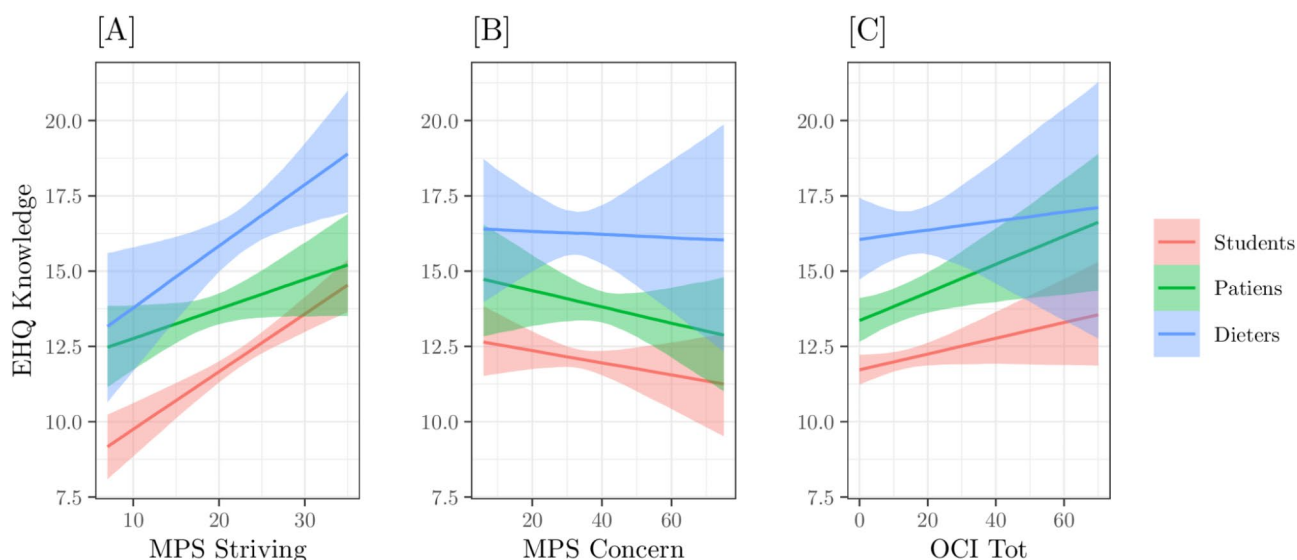 [A] [B] [C]
EHQ Knowledge
20.0
17.5
15.0
12.5
10.0
7.5
10 20 30
MPS Striving
20.0
17.5
15.0
12.5
10.0
7.5
20 40 60
MPS Concern
20.0
17.5
15.0
12.5
10.0
7.5
0 20 40 60
OCI Tot
Students
Patiens
Dieters